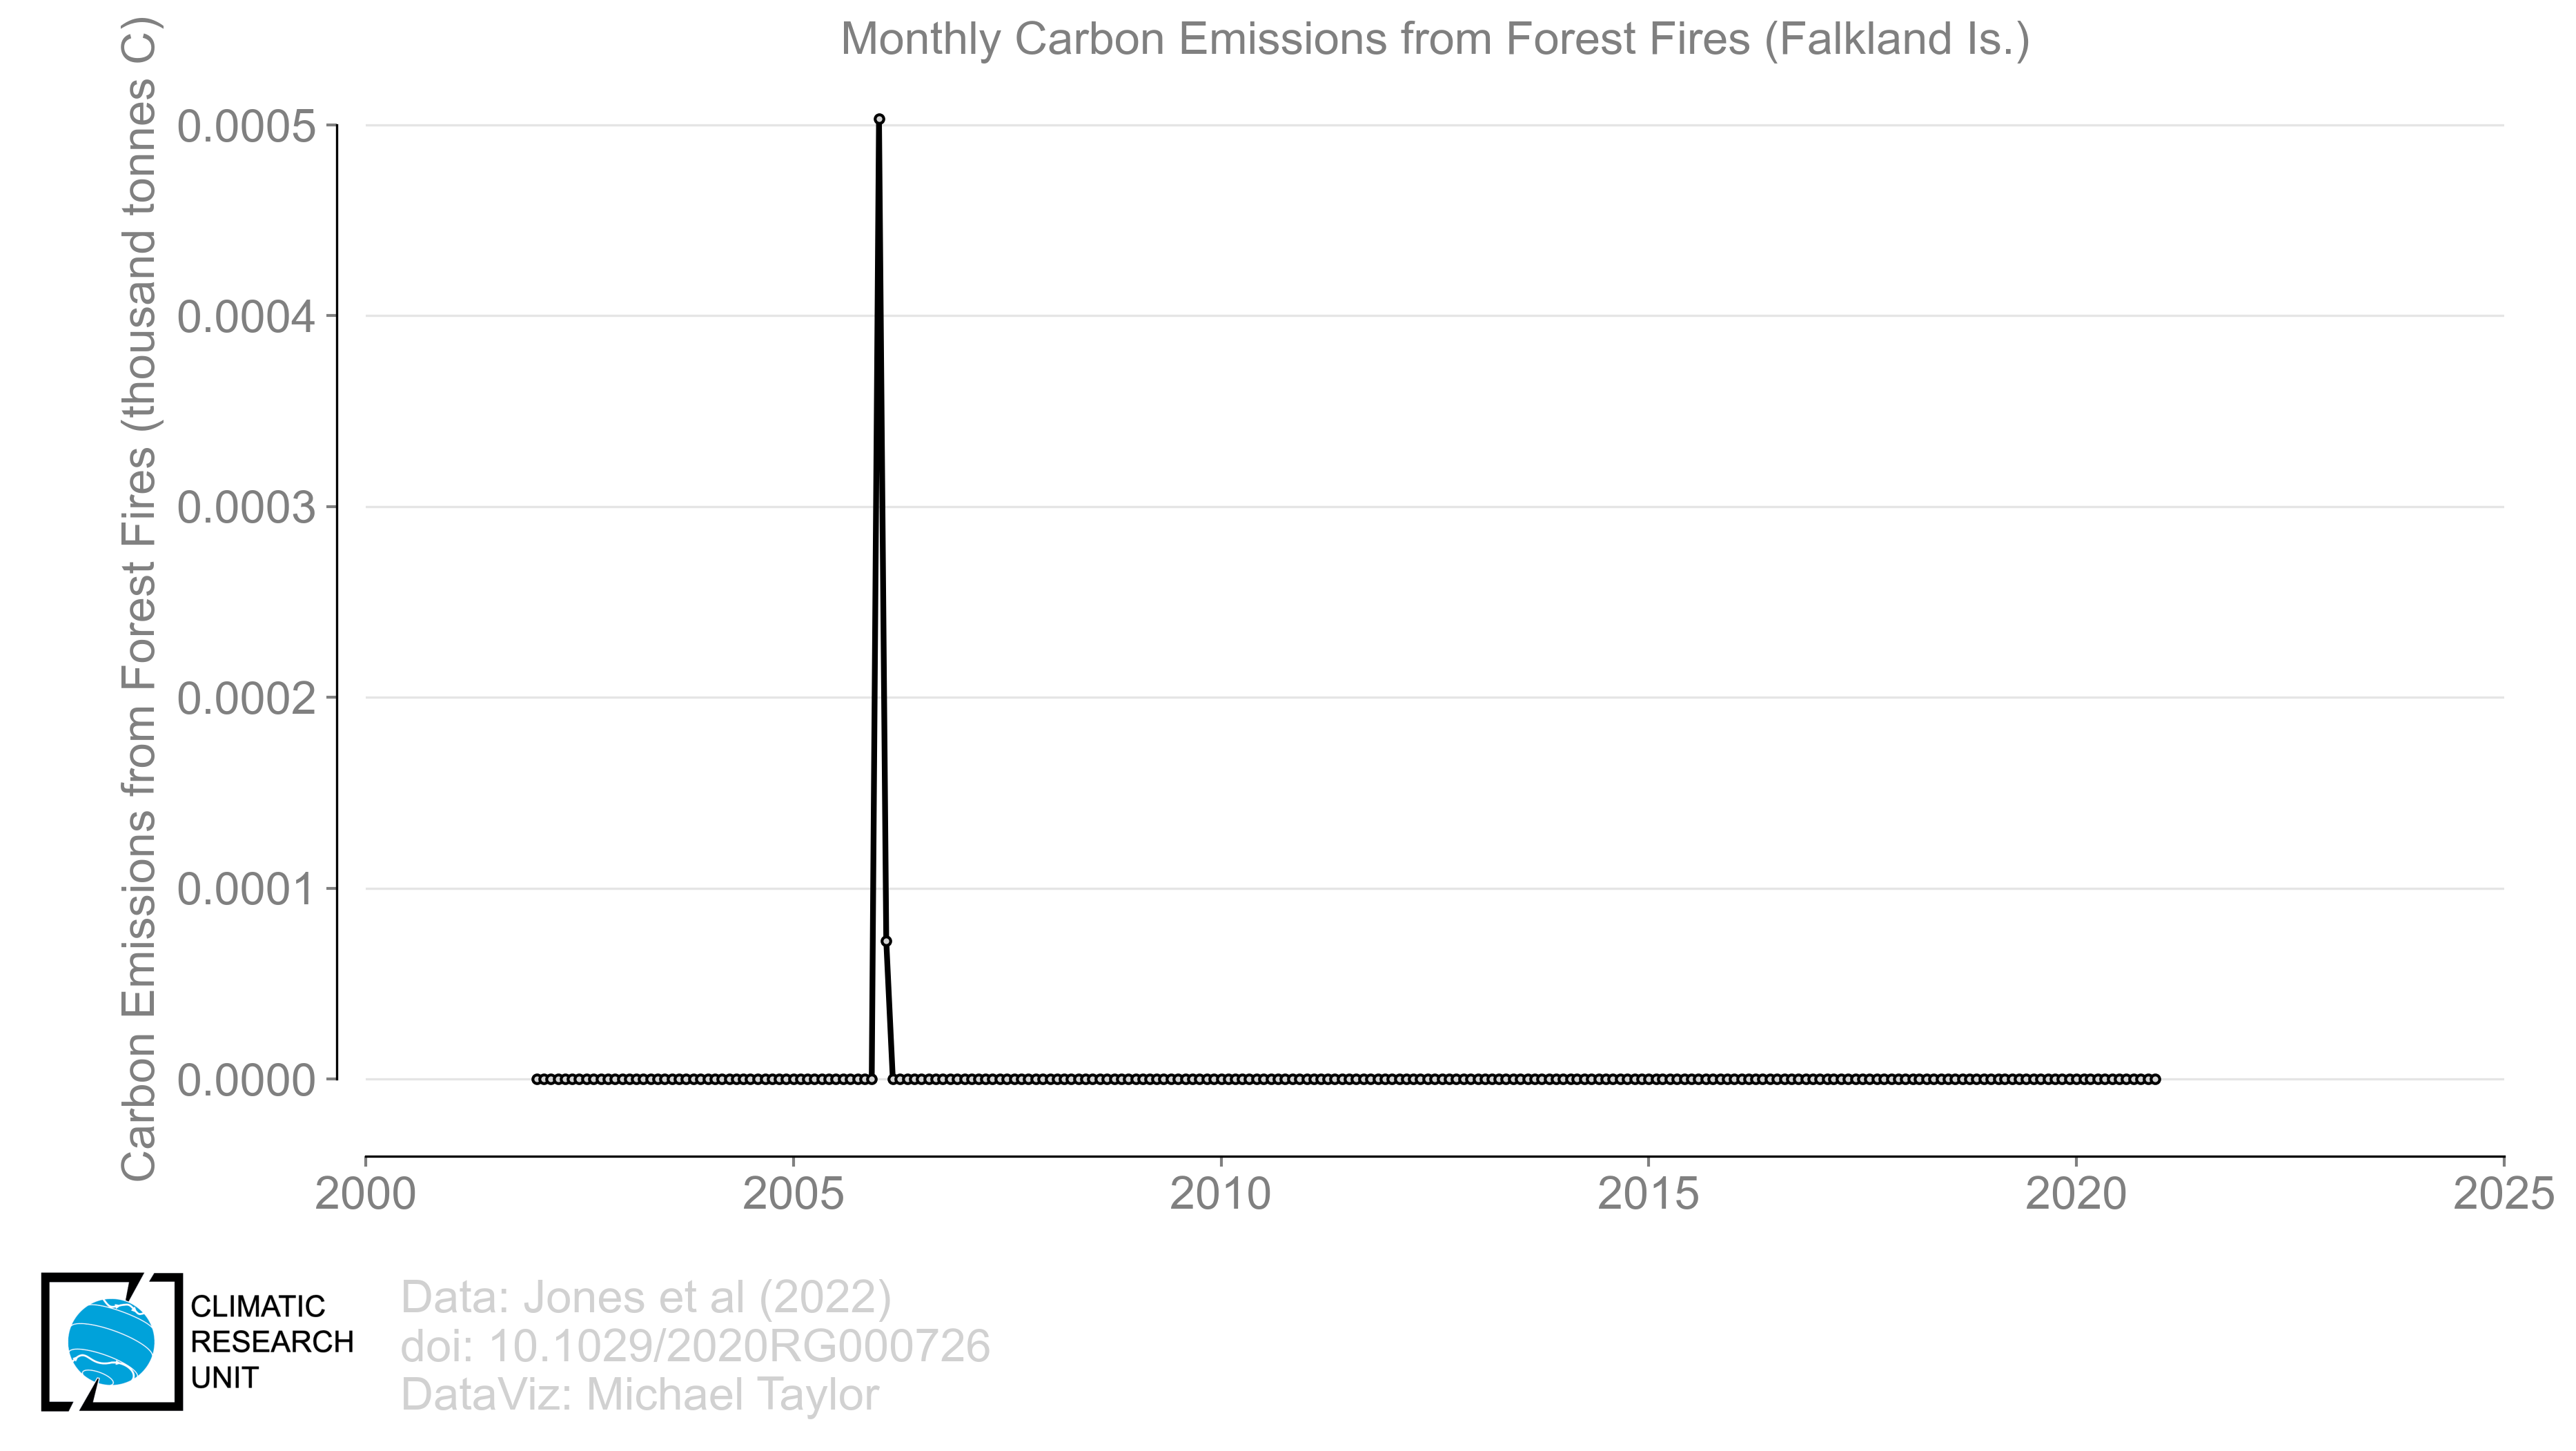 Monthly Carbon Emissions from Forest Fires (Falkland Is.)
Carbon Emissions from Forest Fires (thousand tonnes C)
0.0005
0.0004
0.0003
0.0002
0.0001
0.0000
2000 2005 2010 2015 2020 2025
CLIMATIC
RESEARCH
UNIT
Data: Jones et al (2022)
doi: 10.1029/2020RG000726
DataViz: Michael Taylor